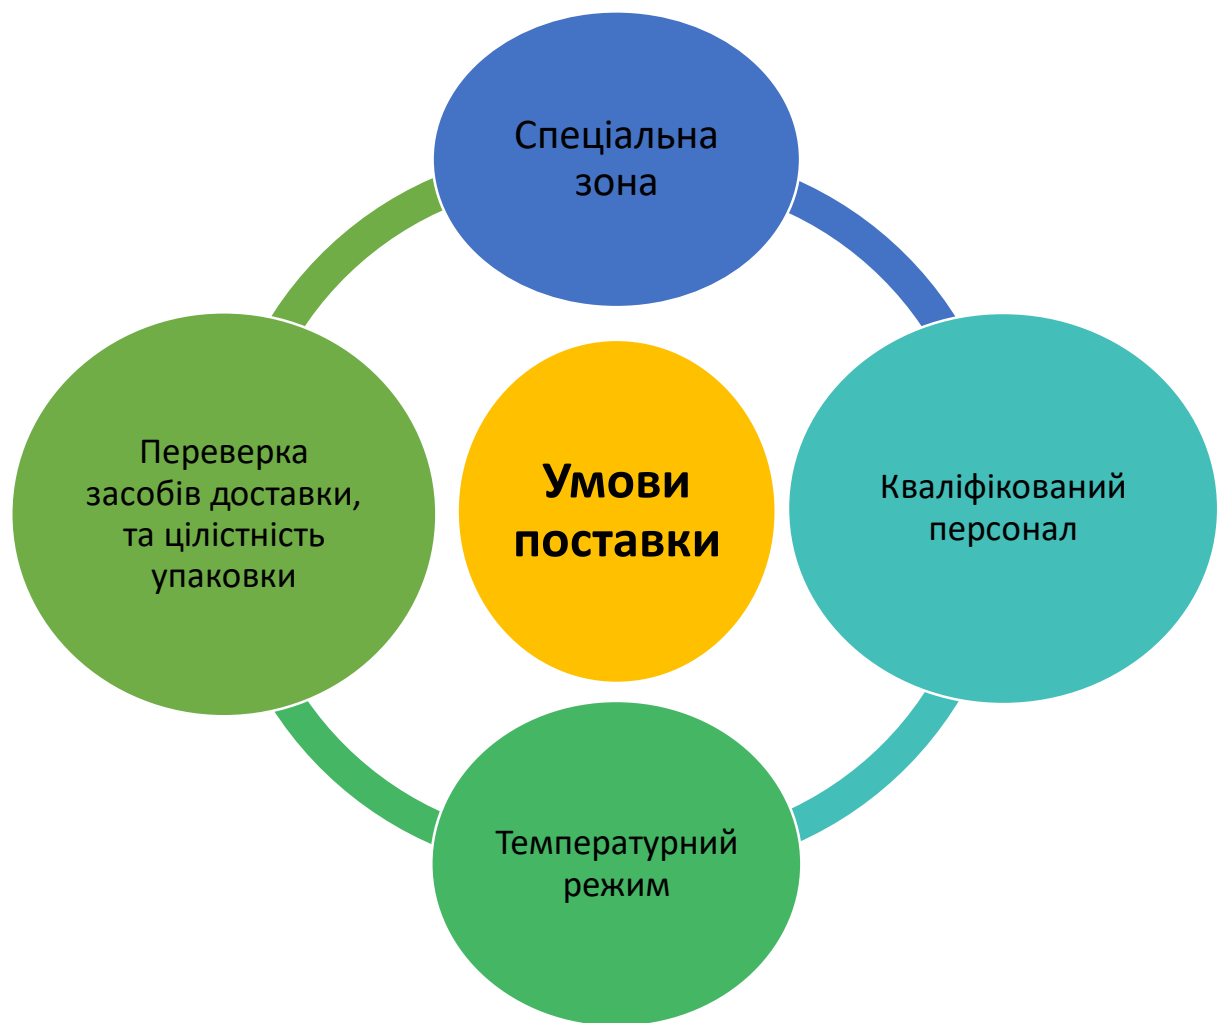 Спеціальна
зона
Переверка
засобів доставки,
та цілістність
упаковки
Умови
поставки
Кваліфікований
персонал
Температурний
режим